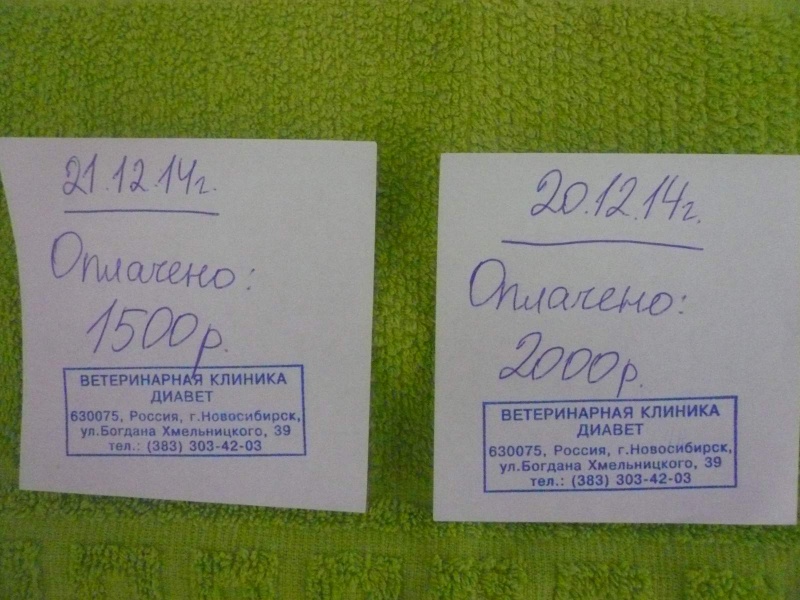 21.12.14г.
Оплачено:
1500р.
ВЕТЕРИНАРНАЯ КЛИНИКА
ДИАВЕТ
630075, Россия, г.Новосибирск,
ул.Богдана Хмельницкого, 39
тел.: (383) 303-42-03
20.12.14г.
Оплачено:
2000р.
ВЕТЕРИНАРНАЯ КЛИНИКА
ДИАВЕТ
630075, Россия, г.Новосибирск,
ул.Богдана Хмельницкого, 39
тел.: (383) 303-42-03